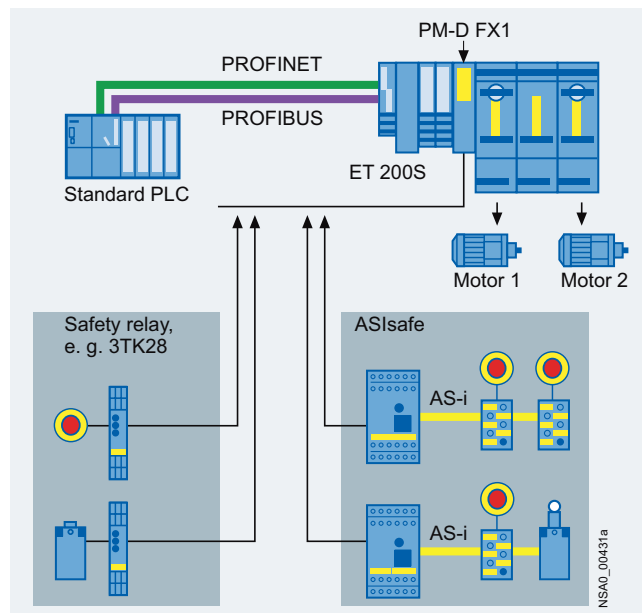 PM-D FX1
PROFINET
PROFIBUS
ET 200S
Standard PLC
Motor 1
Motor 2
Safety relay,
e. g. 3TK28
ASIsafe
AS-i
AS-i
NSA0_00431a